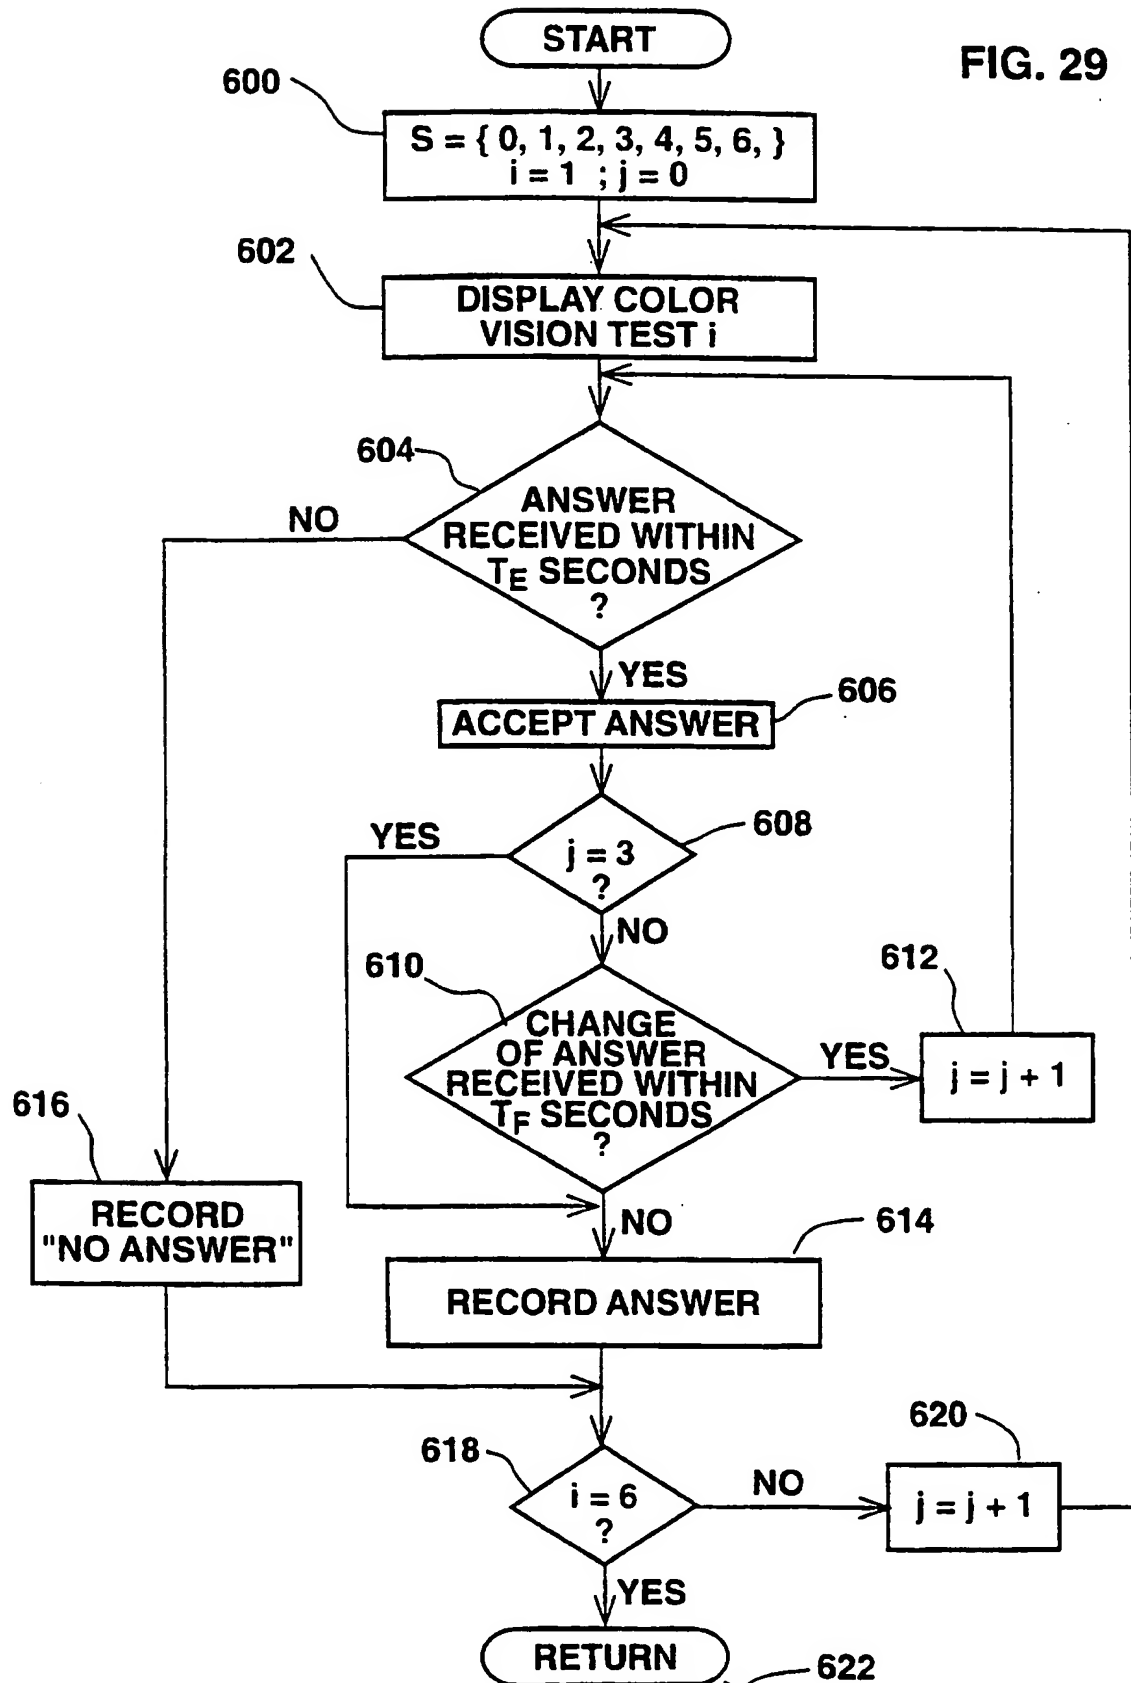 START
FIG. 29
600
S = { 0, 1, 2, 3, 4, 5, 6, }
i = 1 ; j = 0
602
DISPLAY COLOR
VISION TEST i
604
NO
ANSWER
RECEIVED WITHIN
TE SECONDS
?
YES
606
ACCEPT ANSWER
608
YES
j = 3
?
NO
610
612
CHANGE
OF ANSWER
RECEIVED WITHIN
TF SECONDS
?
YES
j = j + 1
616
RECORD
"NO ANSWER"
NO
614
RECORD ANSWER
618
620
i = 6
?
NO
j = j + 1
YES
RETURN
622